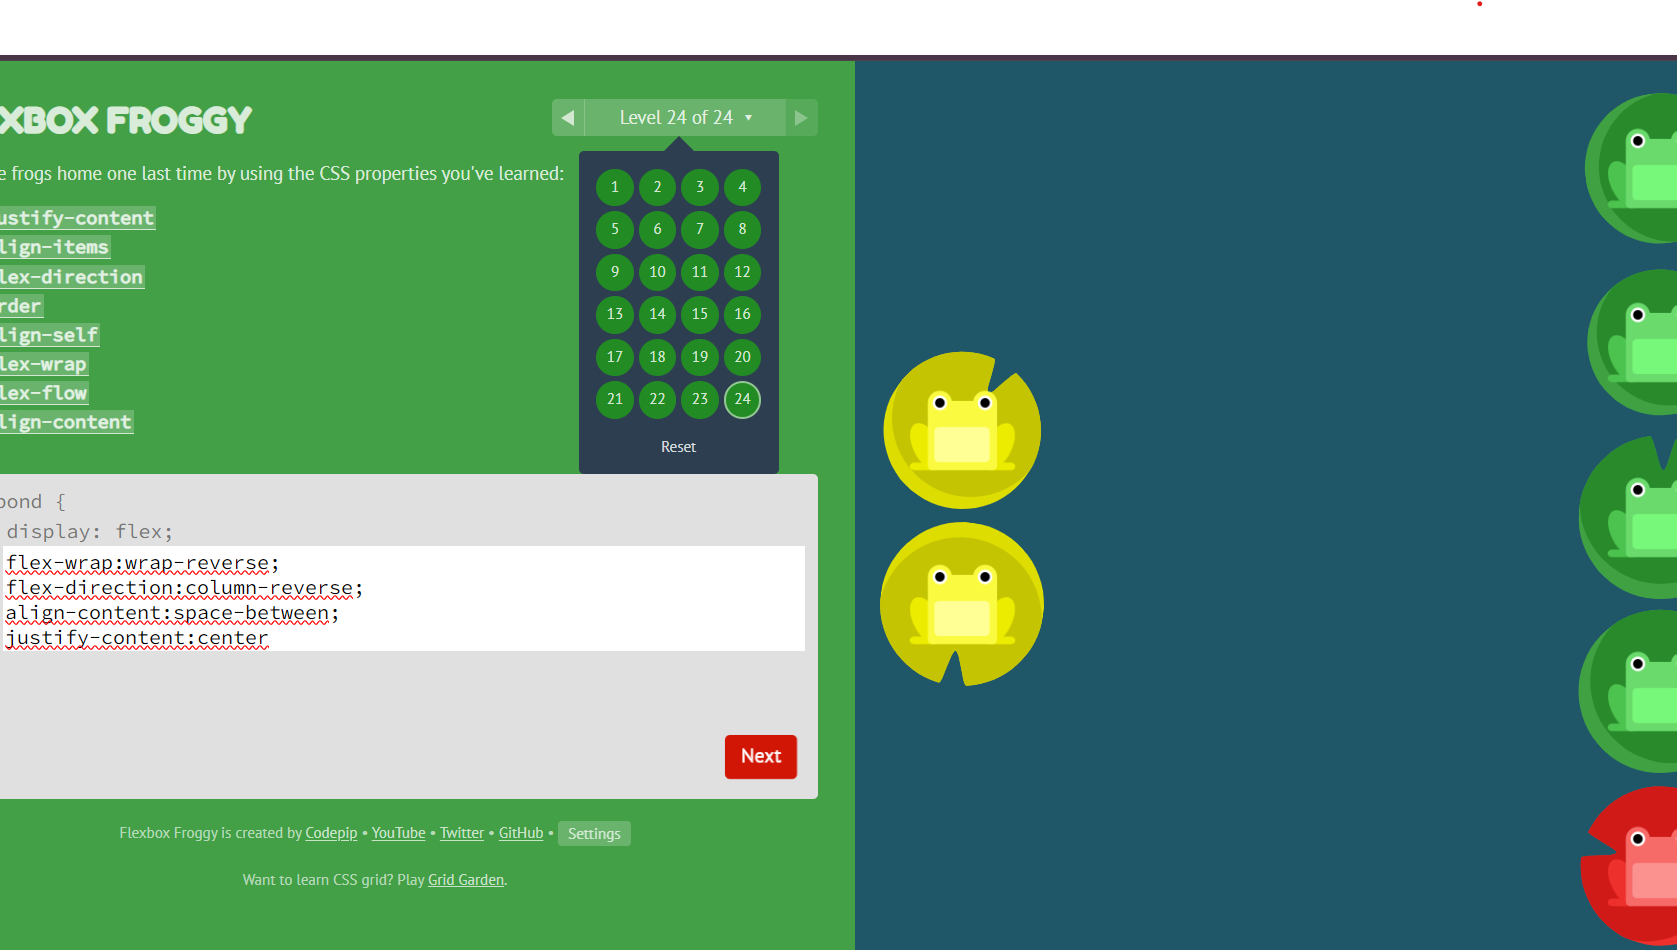 XBOX FROGGY
Level 24 of 24
e frogs home one last time by using the CSS properties you've learned:
ustify-content
lign-items
lex-direction
rder
lign-self
lex-wrap
lex-flow
lign-content
1 2 3 4
5 6 7 8
9 10 11 12
13 14 15 16
17 18 19 20
21 22 23 24
Reset
pond {
display: flex;
flex-wrap:wrap-reverse;
flex-direction:column-reverse;
align-content:space-between;
justify-content:center
Next
Flexbox Froggy is created by Codepip • YouTube • Twitter • GitHub • Settings
Want to learn CSS grid? Play Grid Garden.